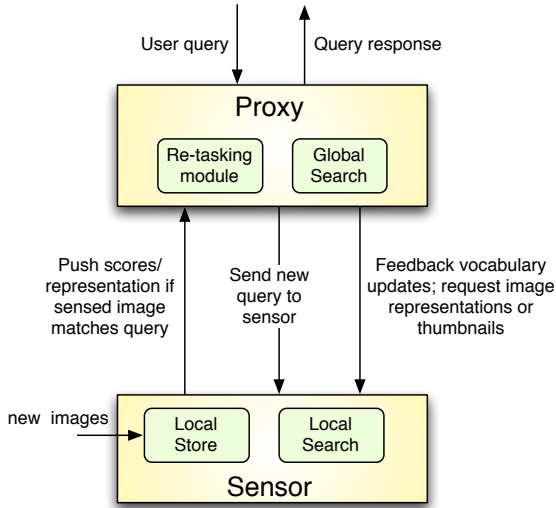 User query
Query response
Proxy
Re-tasking
module
Global
Search
Push scores/
representation if
sensed image
matches query
Send new
query to
sensor
Feedback vocabulary
updates; request image
representations or
thumbnails
new images
Local
Store
Local
Search
Sensor